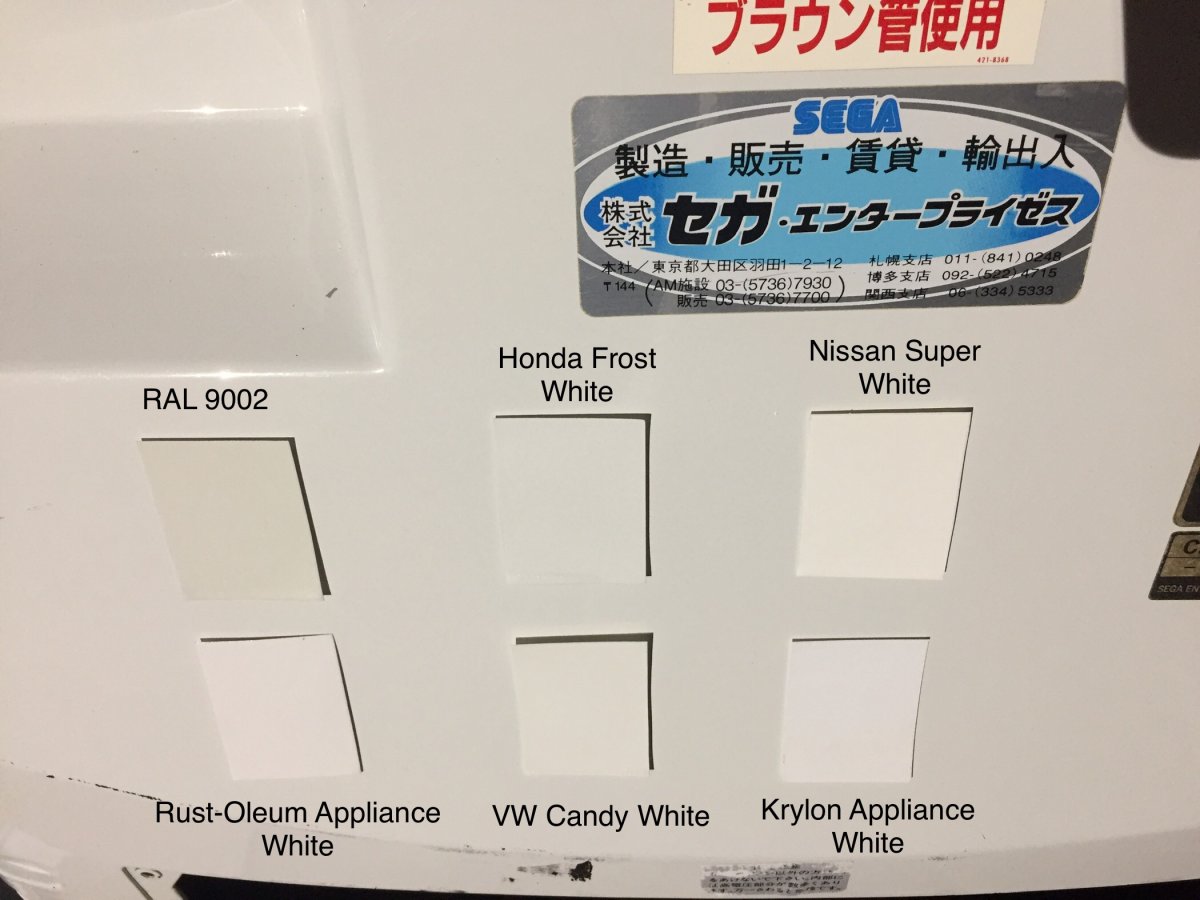 ブラウン管使用
421-8368
SEGA
製造・販売・賃貸・輸出入
株式会社
セガ・エンタープライゼス
本社／東京都大田区羽田1-2-12
〒144
AM施設 03-(5736)7930
販売 03-(5736)7700
札幌支店 011-(841)0248
博多支店 092-(522)4715
関西支店 06-(334)5333
Honda Frost
White
Nissan Super
White
RAL 9002
SEGA EN
Rust-Oleum Appliance
White
VW Candy White
Krylon Appliance
White